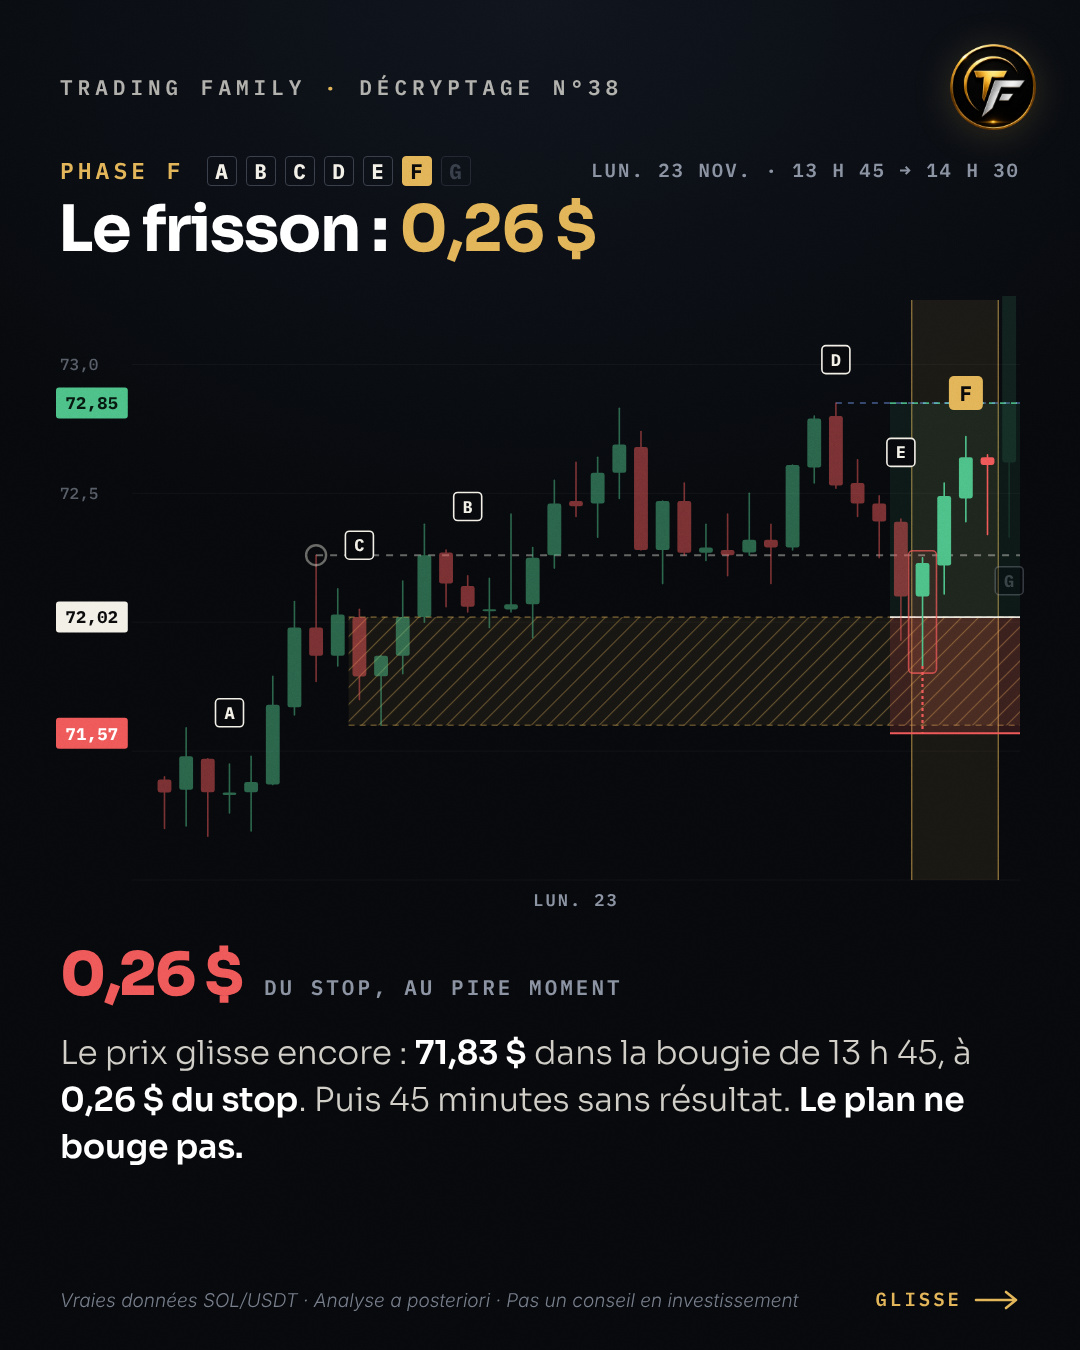 TRADING FAMILY · DÉCRYPTAGE N°38
TF
PHASE F A B C D E F G
LUN. 23 NOV. · 13 H 45 → 14 H 30
Le frisson : 0,26 $
73,0
72,85
72,5
72,02
71,57
A
B
C
D
E
F
G
LUN. 23
0,26 $ DU STOP, AU PIRE MOMENT
Le prix glisse encore : 71,83 $ dans la bougie de 13 h 45, à
0,26 $ du stop. Puis 45 minutes sans résultat. Le plan ne
bouge pas.
Vraies données SOL/USDT · Analyse a posteriori · Pas un conseil en investissement
GLISSE →